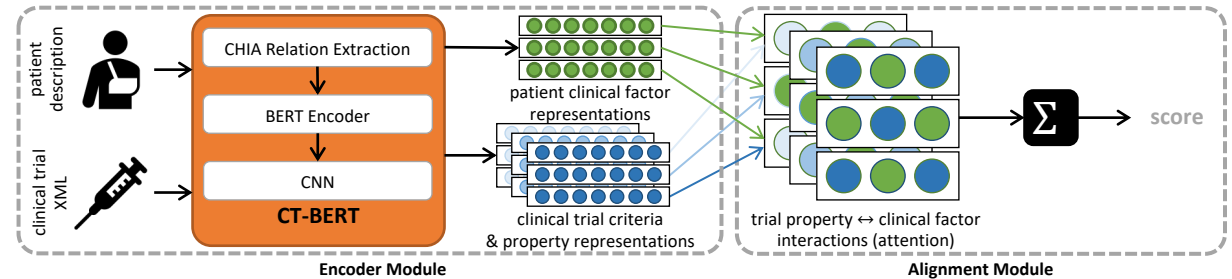 patient
description
clinical trial
XML
CHIA Relation Extraction
BERT Encoder
CNN
CT-BERT
patient clinical factor
representations
clinical trial criteria
& property representations
Encoder Module
trial property ↔ clinical factor
interactions (attention)
Σ
score
Alignment Module